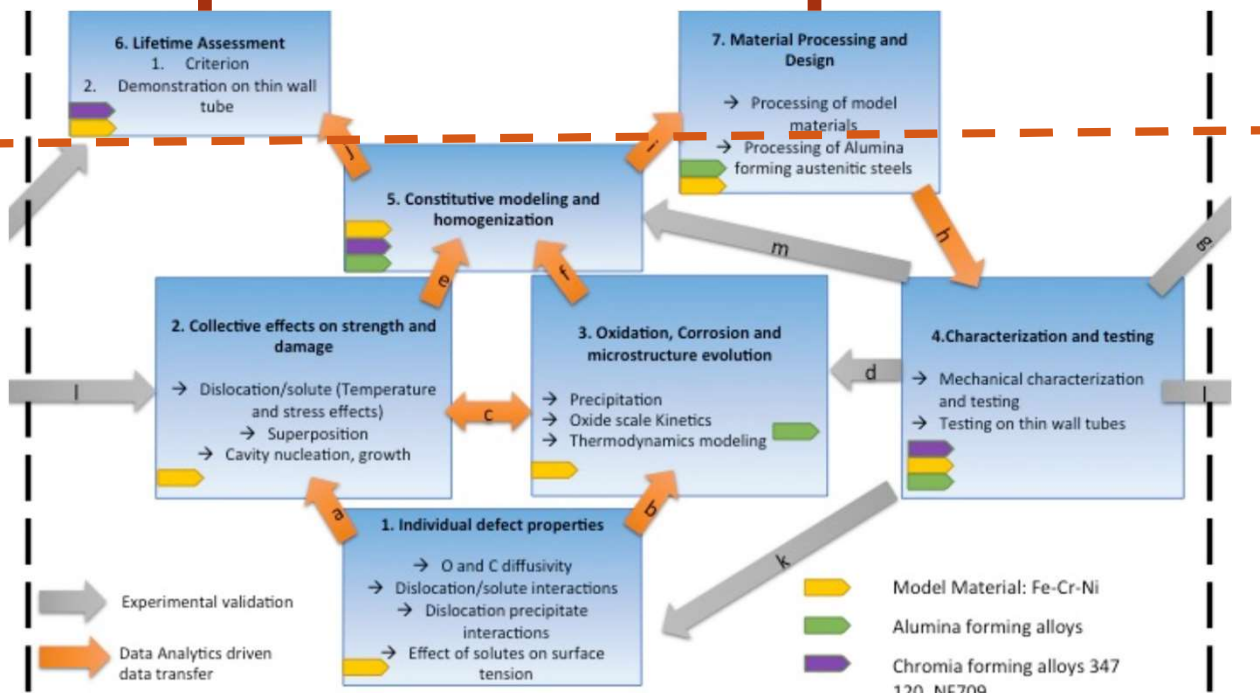 6. Lifetime Assessment
1. Criterion
2. Demonstration on thin wall
tube
7. Material Processing and
Design
→ Processing of model
materials
→ Processing of Alumina
forming austenitic steels
j
i
5. Constitutive modeling and
homogenization
m
h
g
e
f
2. Collective effects on strength and
damage
→ Dislocation/solute (Temperature
and stress effects)
→ Superposition
→ Cavity nucleation, growth
l
c
3. Oxidation, Corrosion and
microstructure evolution
→ Precipitation
→ Oxide scale Kinetics
→ Thermodynamics modeling
d
4.Characterization and testing
→ Mechanical characterization
and testing
→ Testing on thin wall tubes
l
a
b
k
1. Individual defect properties
→ O and C diffusivity
→ Dislocation/solute interactions
→ Dislocation precipitate
interactions
→ Effect of solutes on surface
tension
Experimental validation
Data Analytics driven
data transfer
Model Material: Fe-Cr-Ni
Alumina forming alloys
Chromia forming alloys 347
120, NF709